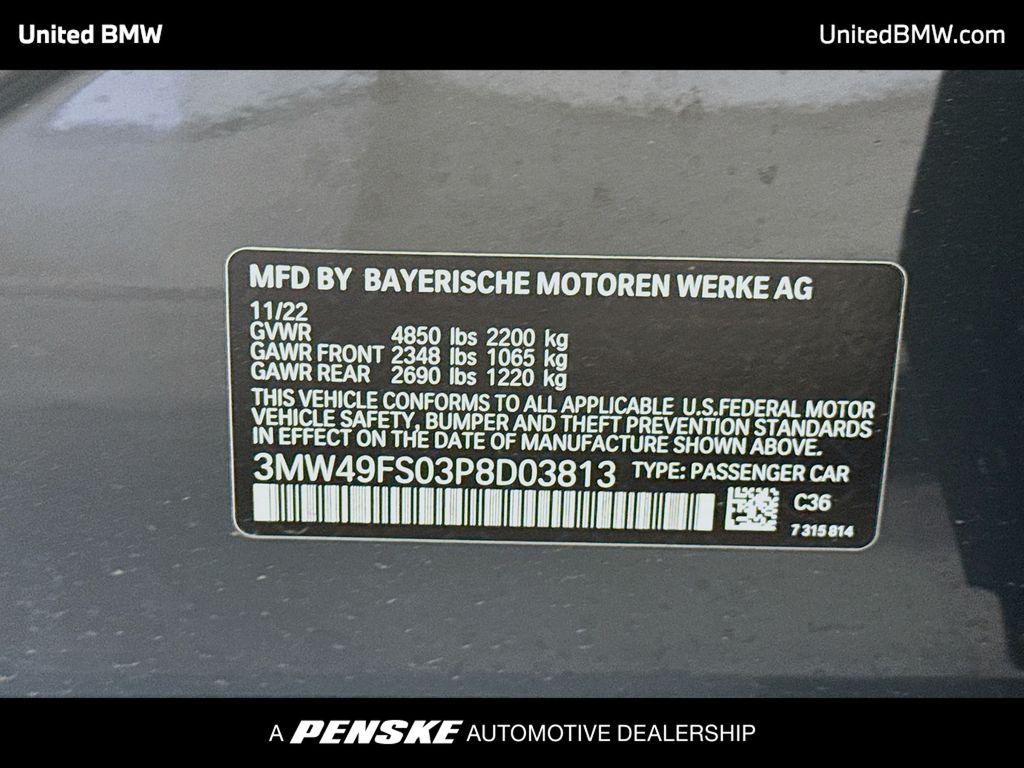 United BMW
UnitedBMW.com
MFD BY BAYERISCHE MOTOREN WERKE AG
11/22
GVWR 4850 lbs 2200 kg
GAWR FRONT 2348 lbs 1065 kg
GAWR REAR 2690 lbs 1220 kg
THIS VEHICLE CONFORMS TO ALL APPLICABLE U.S.FEDERAL MOTOR
VEHICLE SAFETY, BUMPER AND THEFT PREVENTION STANDARDS
IN EFFECT ON THE DATE OF MANUFACTURE SHOWN ABOVE.
3MW49FS03P8D03813 TYPE: PASSENGER CAR
C36
7 315 814
A PENSKE AUTOMOTIVE DEALERSHIP